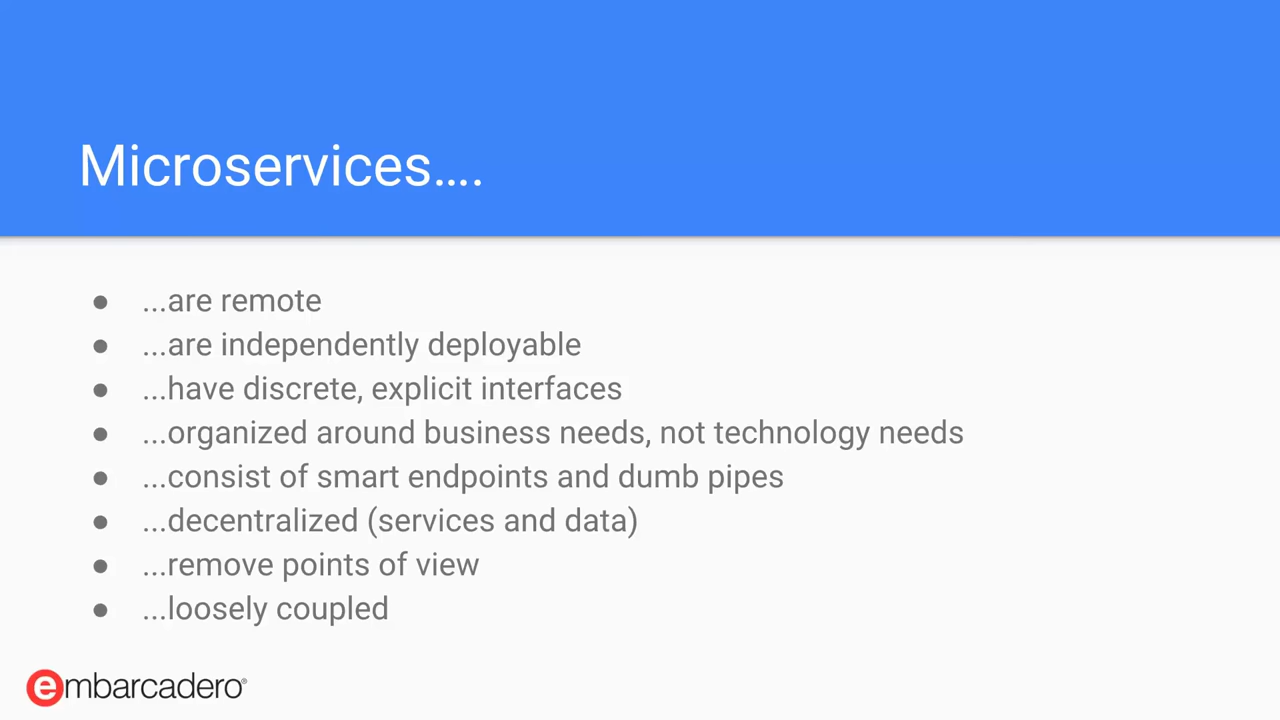 Microservices....
● ...are remote
● ...are independently deployable
● ...have discrete, explicit interfaces
● ...organized around business needs, not technology needs
● ...consist of smart endpoints and dumb pipes
● ...decentralized (services and data)
● ...remove points of view
● ...loosely coupled
embarcadero®